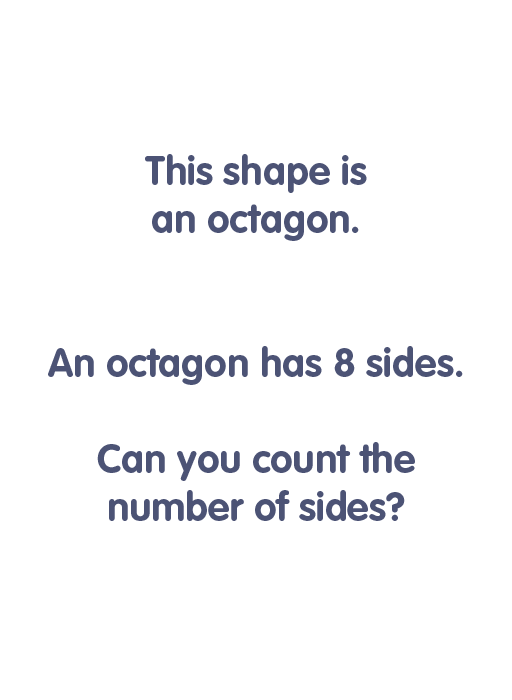 This shape is
an octagon.
An octagon has 8 sides.
Can you count the
number of sides?